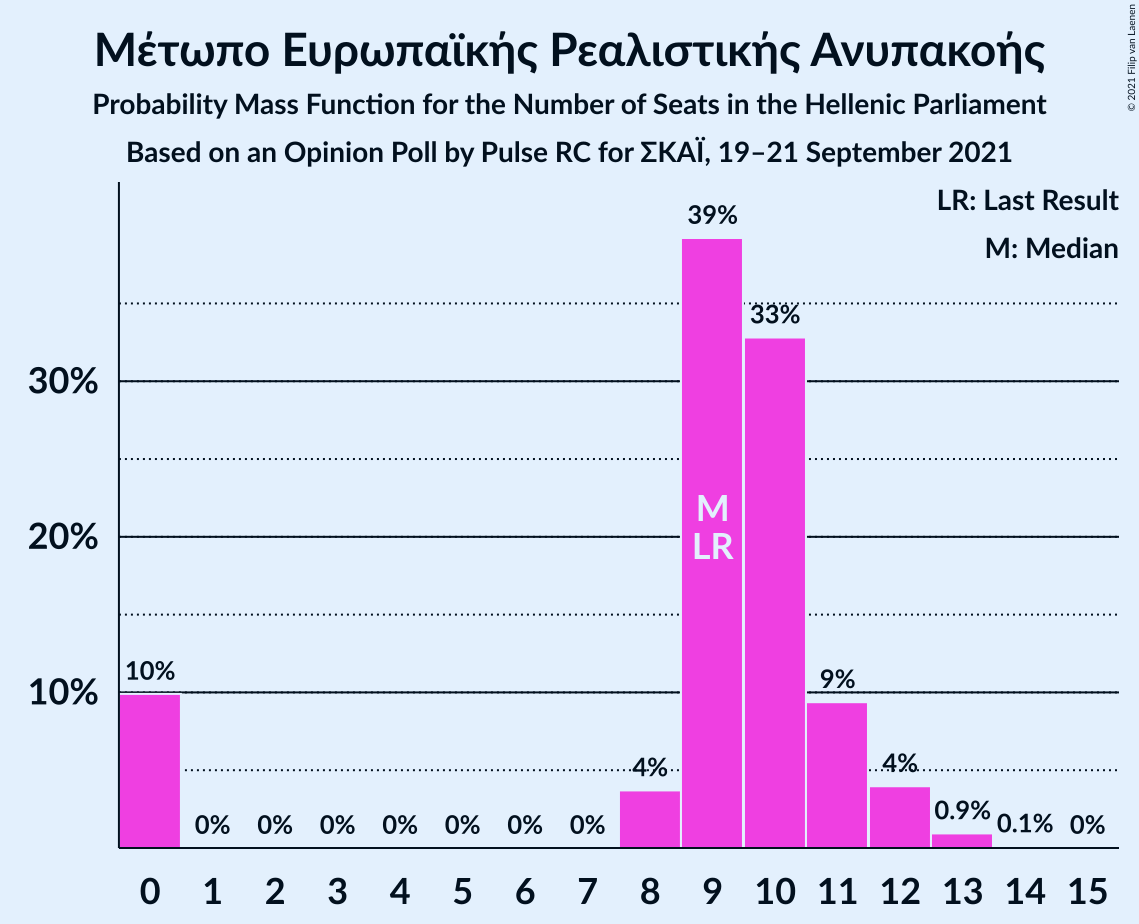 Μέτωπο Ευρωπαϊκής Ρεαλιστικής Ανυπακοής
Probability Mass Function for the Number of Seats in the Hellenic Parliament
Based on an Opinion Poll by Pulse RC for ΣΚΑΪ, 19–21 September 2021
© 2021 Filip van Laenen
LR: Last Result
M: Median
39%
33%
30%
M
20%
LR
10%
10%
9%
4%
4%
0.9%
0% 0% 0% 0% 0% 0% 0% 0.1% 0%
0 1 2 3 4 5 6 7 8 9 10 11 12 13 14 15